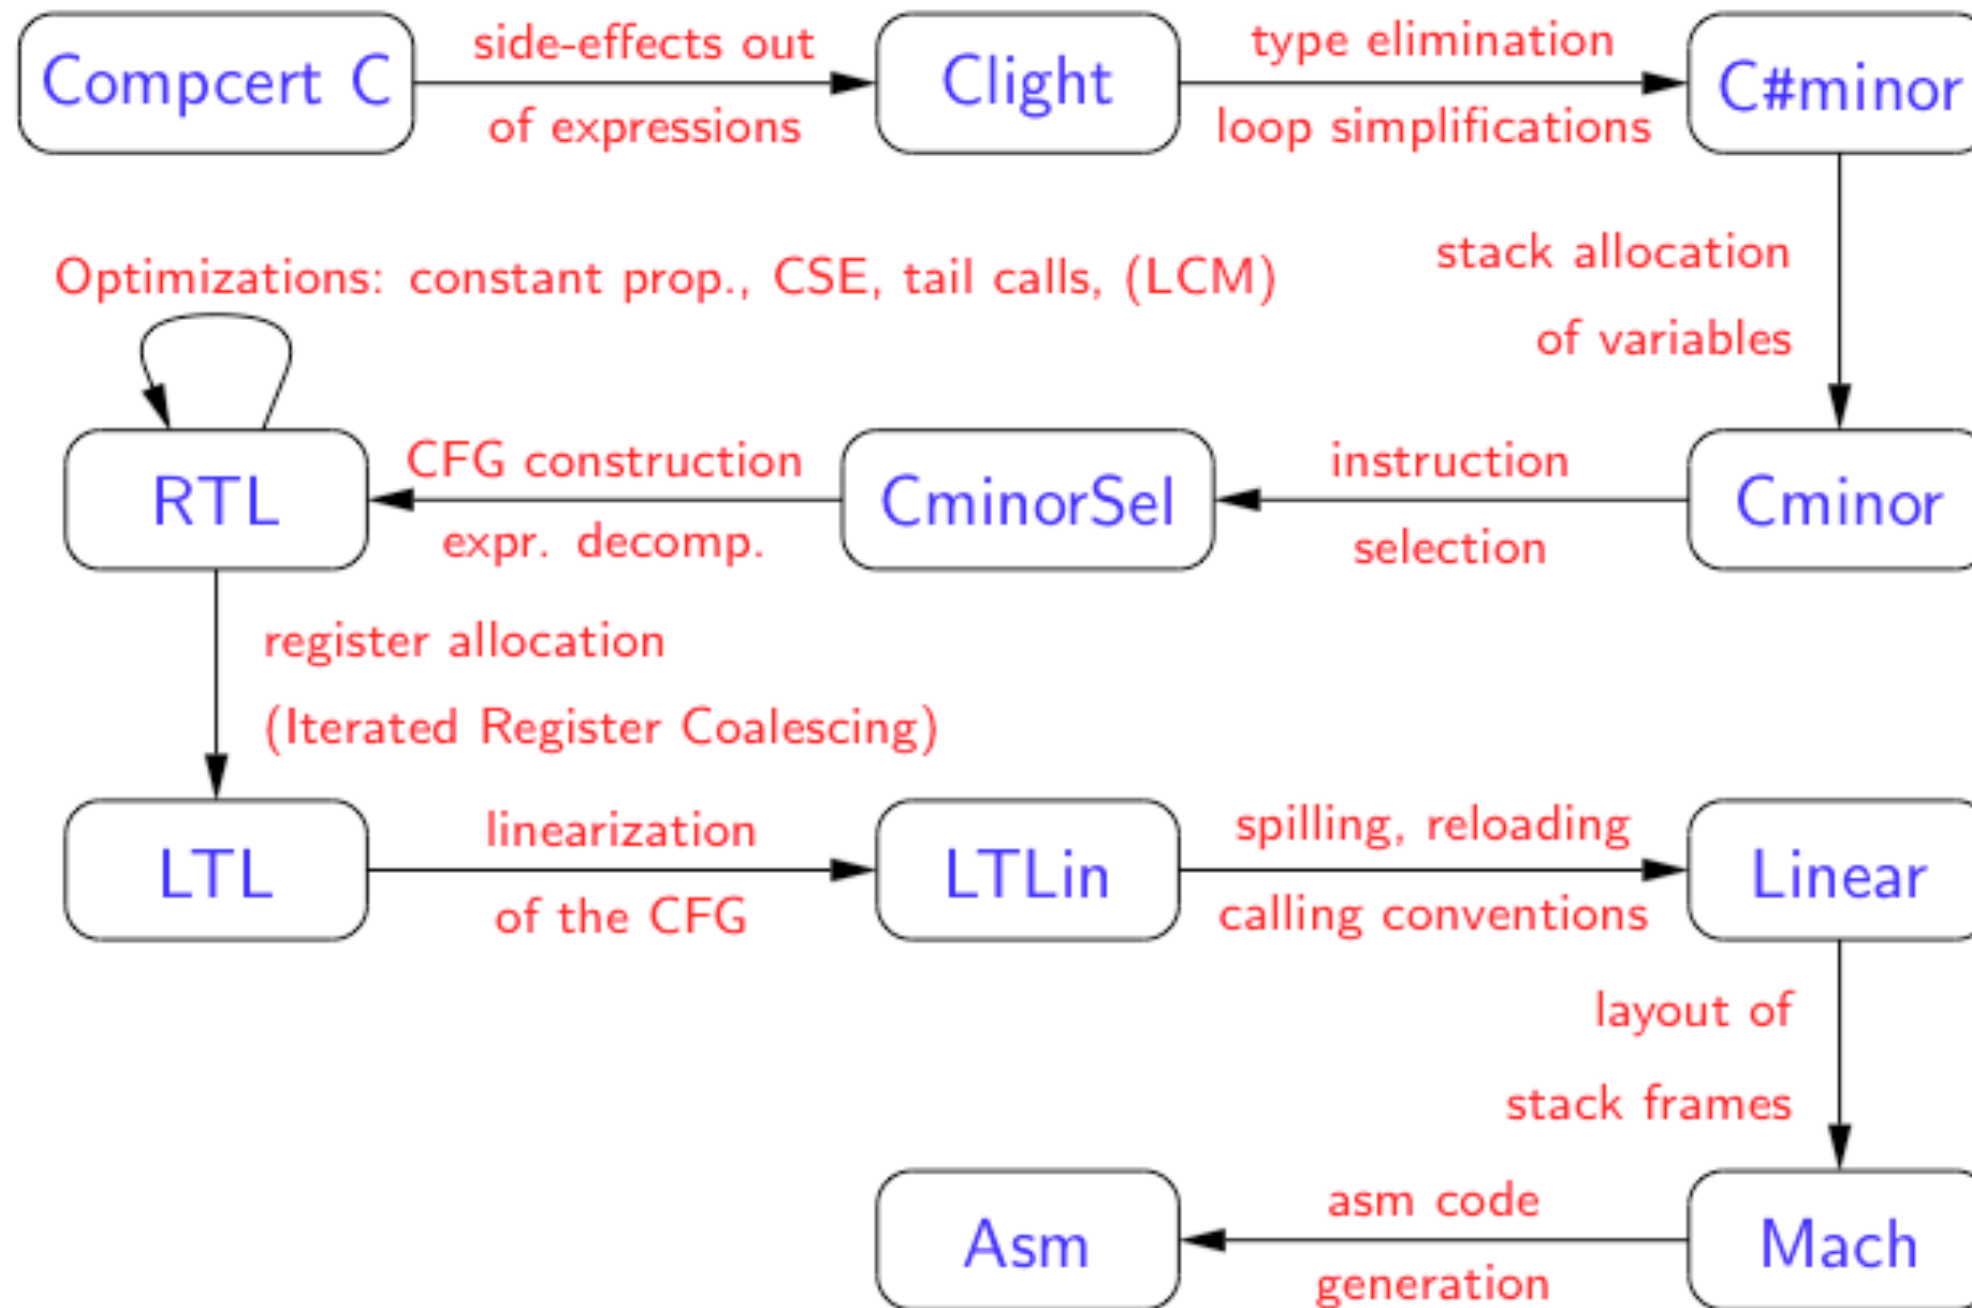 Compcert C
side-effects out
of expressions
Clight
type elimination
loop simplifications
C#minor
stack allocation
of variables
Optimizations: constant prop., CSE, tail calls, (LCM)
RTL
CFG construction
expr. decomp.
CminorSel
instruction
selection
Cminor
register allocation
(Iterated Register Coalescing)
LTL
linearization
of the CFG
LTLin
spilling, reloading
calling conventions
Linear
layout of
stack frames
Asm
asm code
generation
Mach